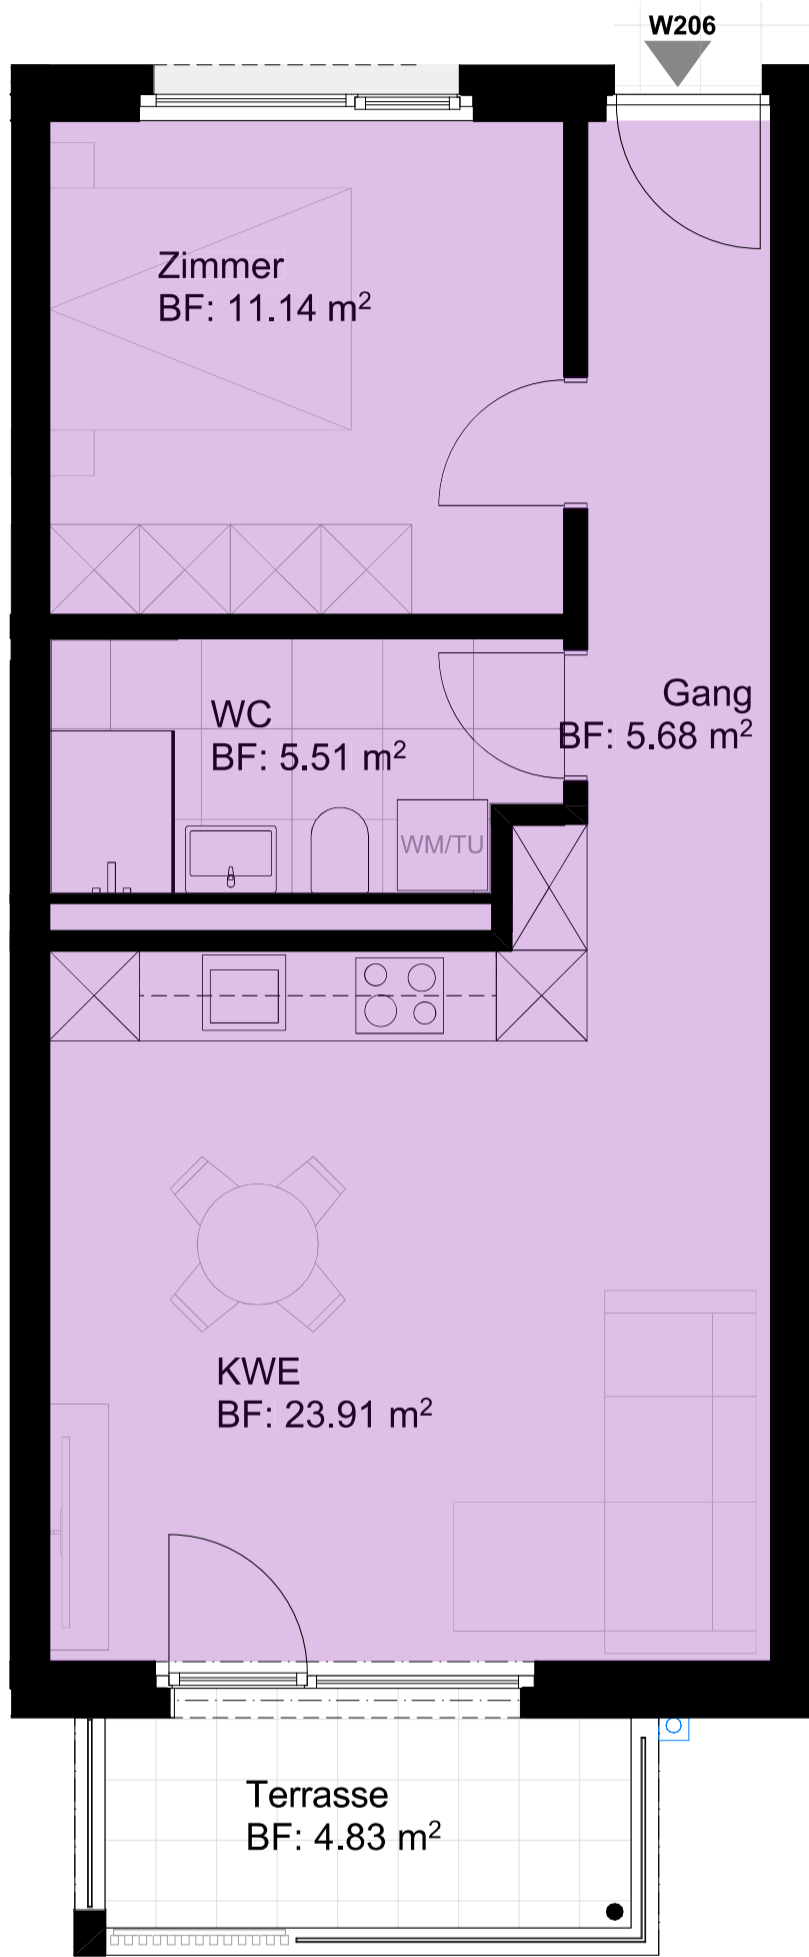 W206
Zimmer
BF: 11.14 m²
Gang
BF: 5.68 m²
WC
BF: 5.51 m²
WM/TU
KWE
BF: 23.91 m²
Terrasse
BF: 4.83 m²